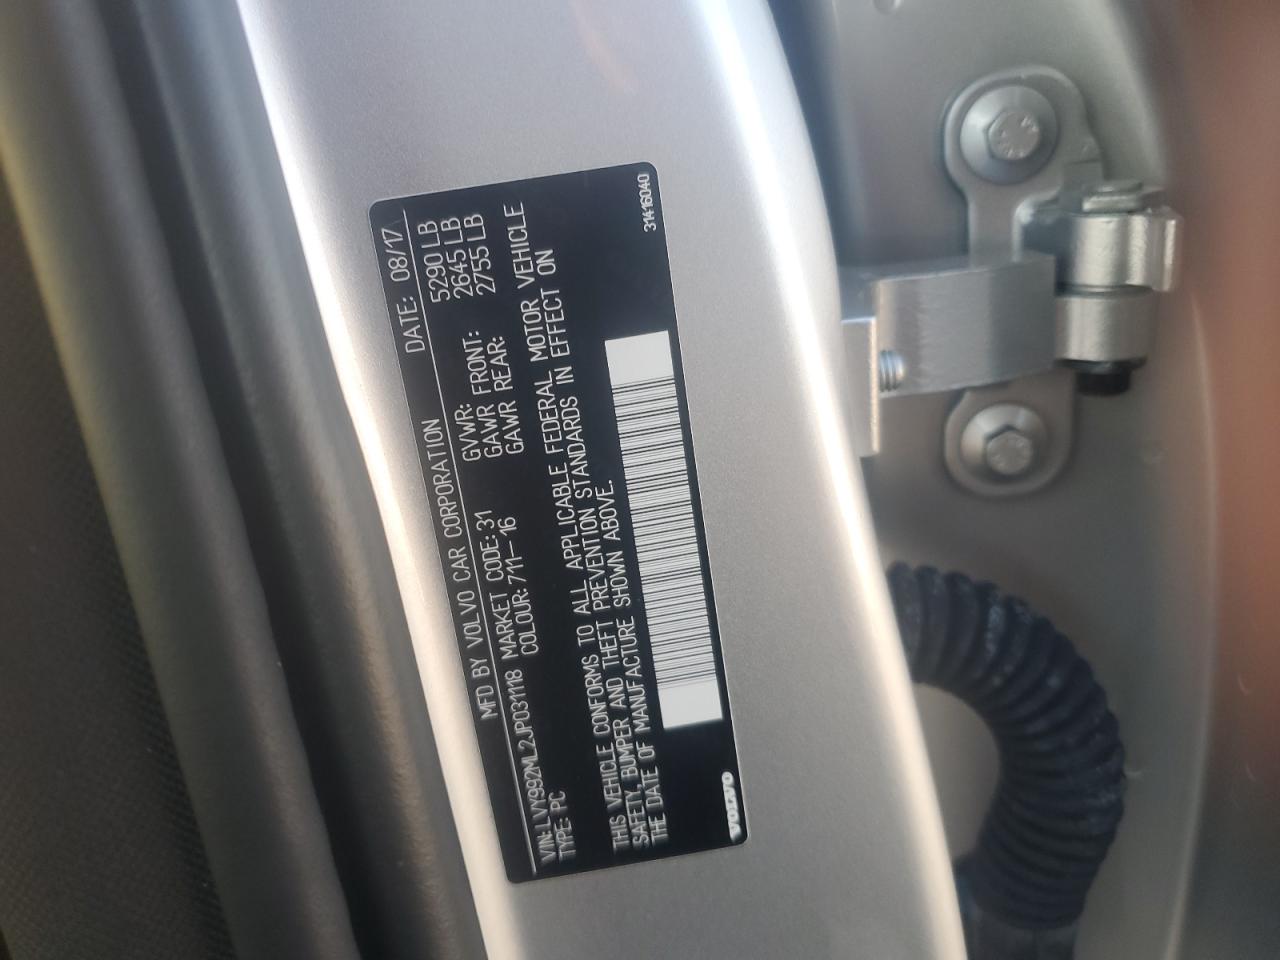 MFD BY VOLVO CAR CORPORATION DATE: 08/17
VIN: LVY992ML2JP031118 MARKET CODE: 31 GVWR: 5290 LB
TYPE: PC COLOUR: 711-16 GAWR FRONT: 2645 LB
GAWR REAR: 2755 LB
THIS VEHICLE CONFORMS TO ALL APPLICABLE FEDERAL MOTOR VEHICLE
SAFETY, BUMPER AND THEFT PREVENTION STANDARDS IN EFFECT ON
THE DATE OF MANUFACTURE SHOWN ABOVE.
VOLVO 31416040